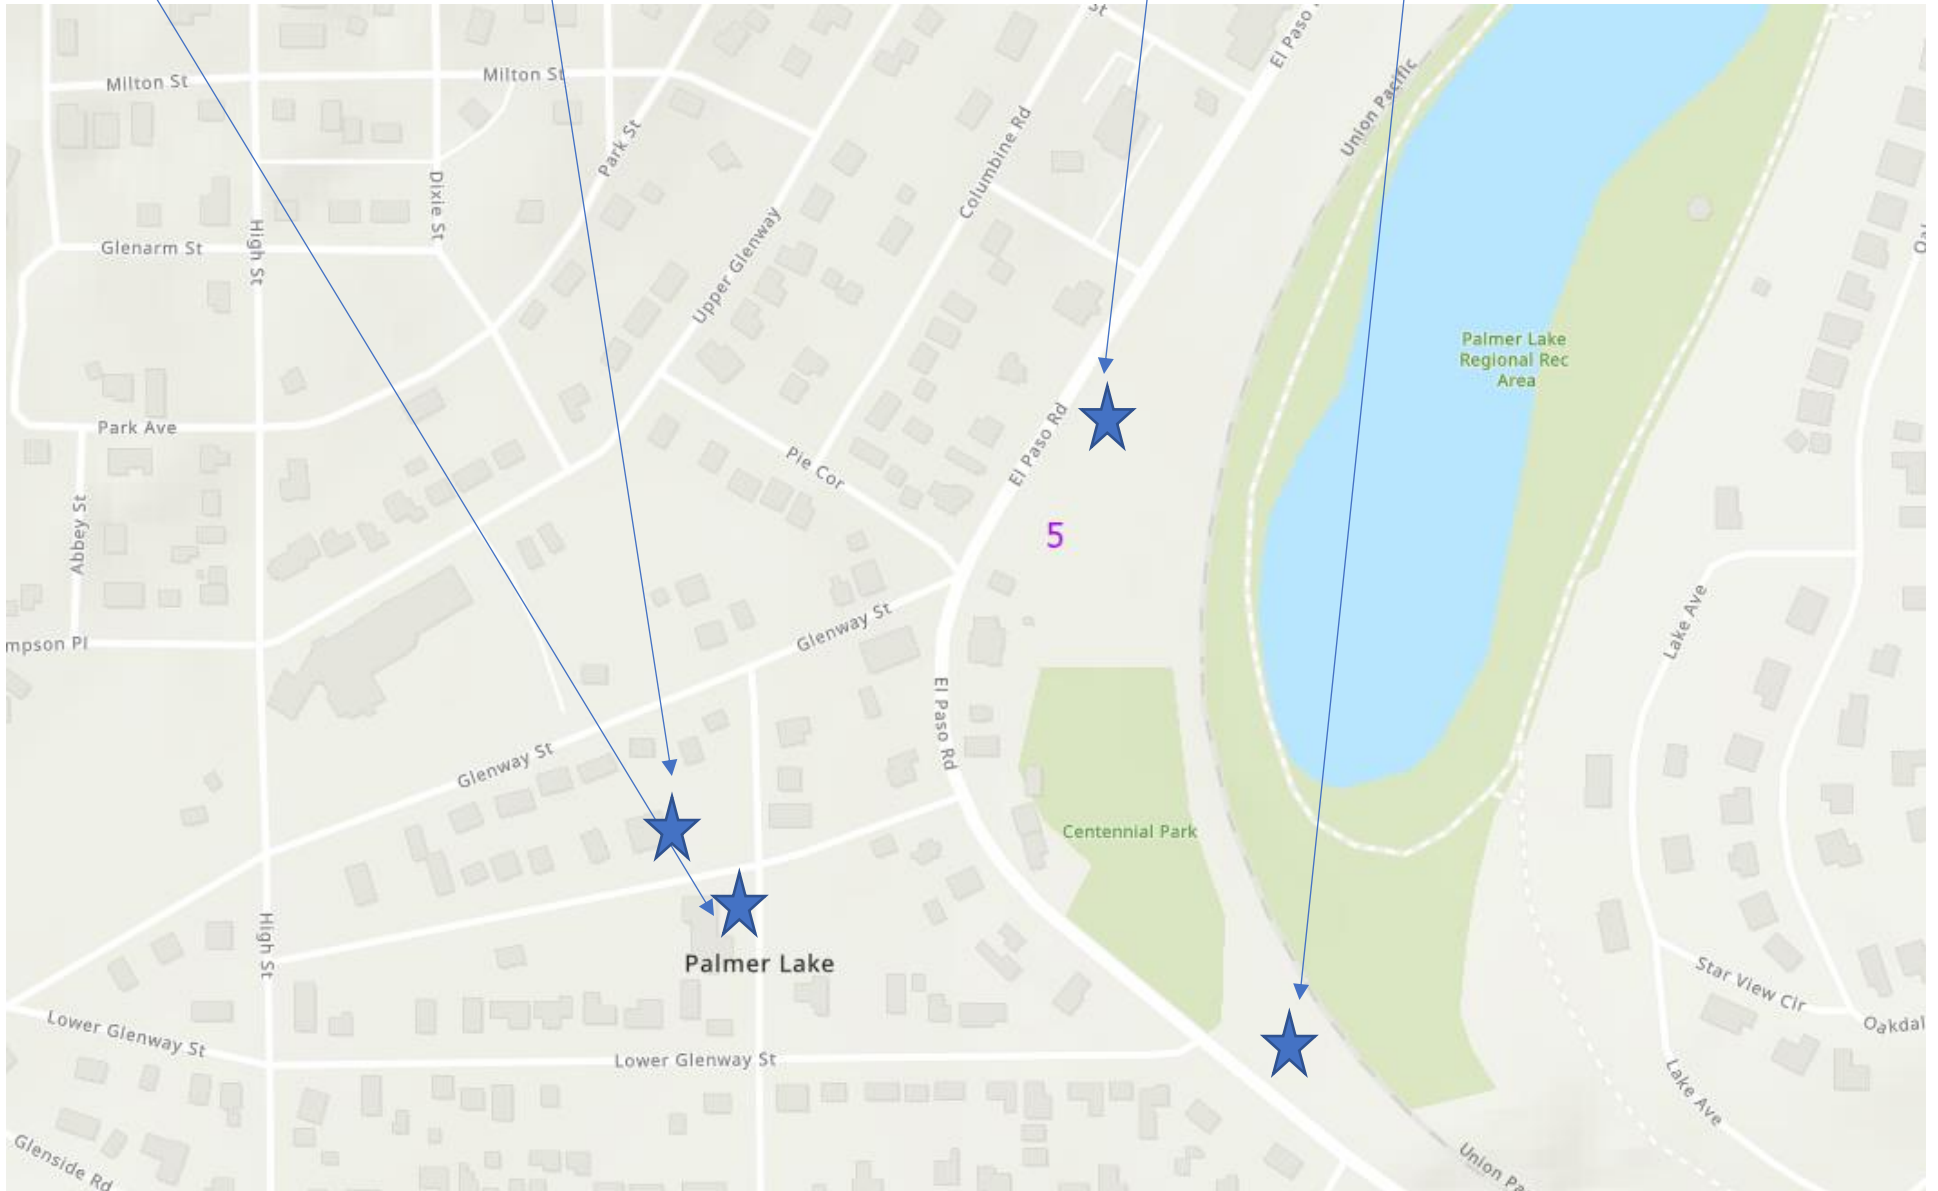 St
El Paso
Milton St
Milton St
Union Pacific
Park St
Columbine Rd
Dixie St
High St
Glenarm St
Upper Glenway
Palmer Lake
Regional Rec
Area
Park Ave
El Paso Rd
Pie Cor
Abbey St
5
Glenway St
Lake Ave
mpson Pl
El Paso Rd
Glenway St
Centennial Park
High St
Palmer Lake
Star View Cir
Lower Glenway St
Oakdal
Lower Glenway St
Lake Ave
Glenside Rd
Union Pa